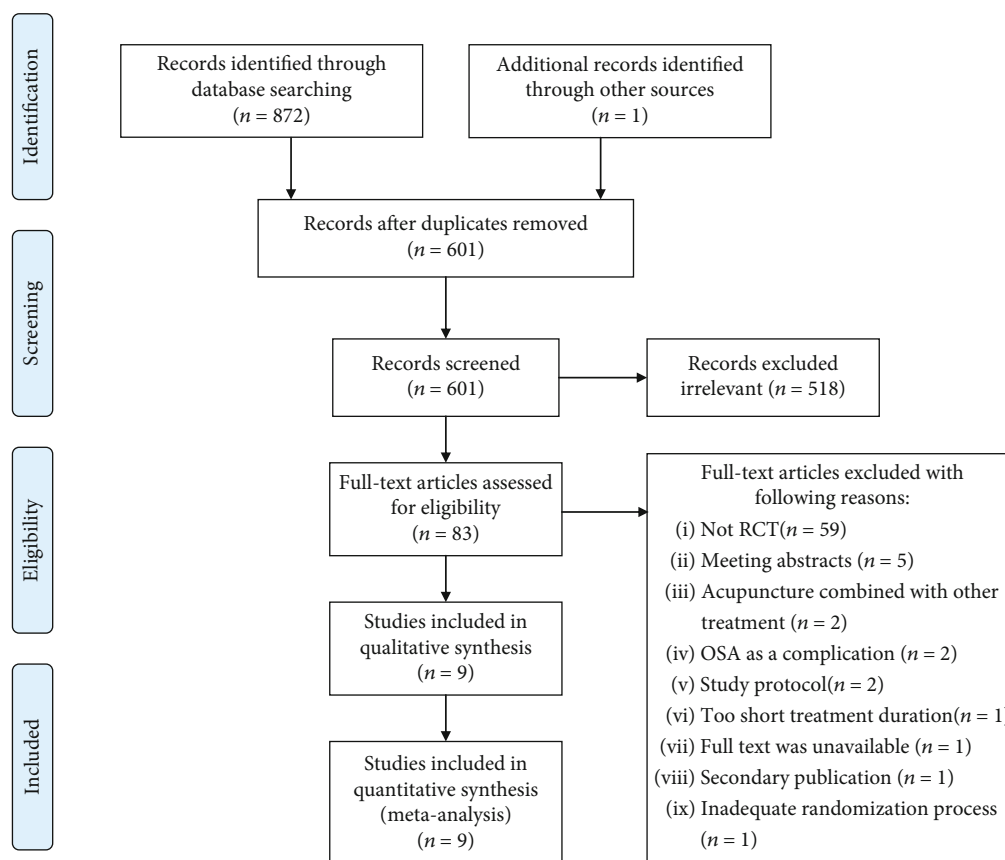 Identification
Records identified through
database searching
(n = 872)
Additional records identified
through other sources
(n = 1)
Records after duplicates removed
(n = 601)
Screening
Records screened
(n = 601)
Records excluded
irrelevant (n = 518)
Eligibility
Full-text articles assessed
for eligibility
(n = 83)
Full-text articles excluded with
following reasons:
(i) Not RCT(n = 59)
(ii) Meeting abstracts (n = 5)
(iii) Acupuncture combined with other
treatment (n = 2)
(iv) OSA as a complication (n = 2)
(v) Study protocol(n = 2)
(vi) Too short treatment duration(n = 1)
(vii) Full text was unavailable (n = 1)
(viii) Secondary publication (n = 1)
(ix) Inadequate randomization process
(n = 1)
Studies included in
qualitative synthesis
(n = 9)
Included
Studies included in
quantitative synthesis
(meta-analysis)
(n = 9)